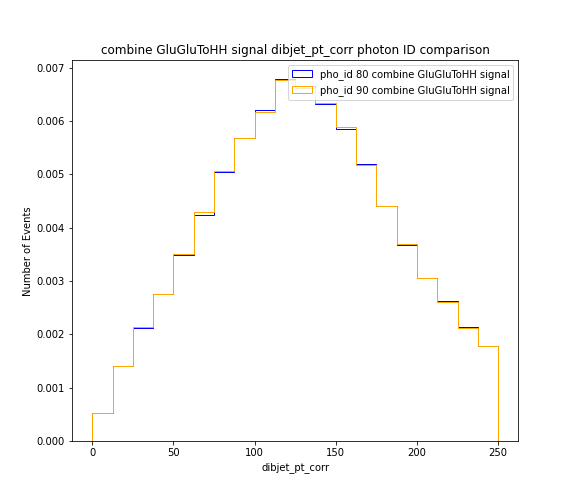 combine GluGluToHH signal dibjet_pt_corr photon ID comparison
pho_id 80 combine GluGluToHH signal
pho_id 90 combine GluGluToHH signal
Number of Events
0.007
0.006
0.005
0.004
0.003
0.002
0.001
0.000
0 50 100 150 200 250
dibjet_pt_corr